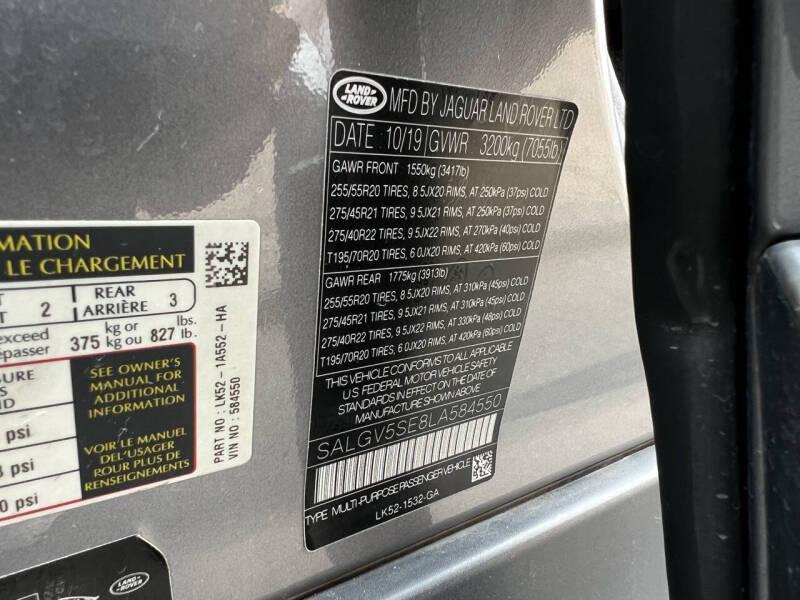 MATION
LE CHARGEMENT
2
REAR
ARRIÈRE
3
exceed
375 kg or 827 lbs.
kg ou lb.
SURE
psi
psi
0 psi
SEE OWNER'S
MANUAL FOR
ADDITIONAL
INFORMATION
VOIR LE MANUEL
DEL'USAGER
POUR PLUS DE
RENSEIGNEMENTS
PART NO : LK52 - 1A552 - HA
VIN NO : 584550
LAND
ROVER
MFD BY JAGUAR LAND ROVER LTD
DATE 10/19 GVWR 3200kg (7055lb)
GAWR FRONT 1550kg (3417lb)
255/55R20 TIRES, 8.5JX20 RIMS, AT 250kPa (37psi) COLD
275/45R21 TIRES, 9.5JX21 RIMS, AT 250kPa (37psi) COLD
275/40R22 TIRES, 9.5JX22 RIMS, AT 270kPa (40psi) COLD
T195/70R20 TIRES, 6.0JX20 RIMS, AT 420kPa (60psi) COLD
GAWR REAR 1775kg (3913lb)
255/55R20 TIRES, 8.5JX20 RIMS, AT 310kPa (45psi) COLD
275/45R21 TIRES, 9.5JX21 RIMS, AT 310kPa (45psi) COLD
275/40R22 TIRES, 9.5JX22 RIMS, AT 330kPa (48psi) COLD
T195/70R20 TIRES, 6.0JX20 RIMS, AT 420kPa (60psi) COLD
THIS VEHICLE CONFORMS TO ALL APPLICABLE
U.S FEDERAL MOTOR VEHICLE SAFETY
STANDARDS IN EFFECT ON THE DATE OF
MANUFACTURE SHOWN ABOVE.
SALGV5SE8LA584550
TYPE MULTI-PURPOSE PASSENGER VEHICLE
LK52-1532-GA
LAND
ROVER